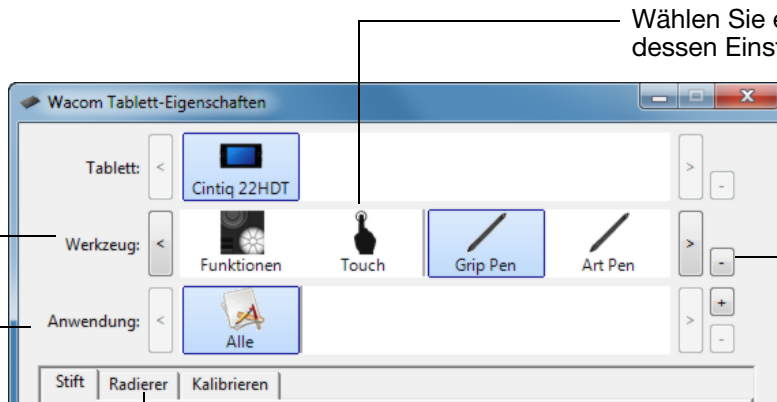 Wählen Sie
dessen
Wacom Tablett-Eigenschaften
Tablett: < Cintiq 22HDT > -
Werkzeug: < Funktionen Touch Grip Pen Art Pen > -
Anwendung: < Alle > + -
Stift Radierer Kalibrieren